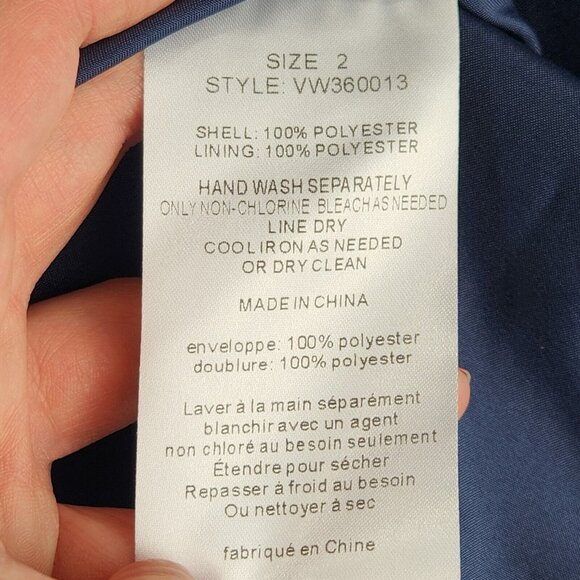 SIZE 2
STYLE: VW360013
SHELL: 100% POLYESTER
LINING: 100% POLYESTER
HAND WASH SEPARATELY
ONLY NON-CHLORINE BLEACH AS NEEDED
LINE DRY
COOL IRON AS NEEDED
OR DRY CLEAN
MADE IN CHINA
enveloppe: 100% polyester
doublure: 100% polyester
Laver à la main séparément
blanchir avec un agent
non chloré au besoin seulement
Étendre pour sécher
Repasser à froid au besoin
Ou nettoyer à sec
fabriqué en Chine